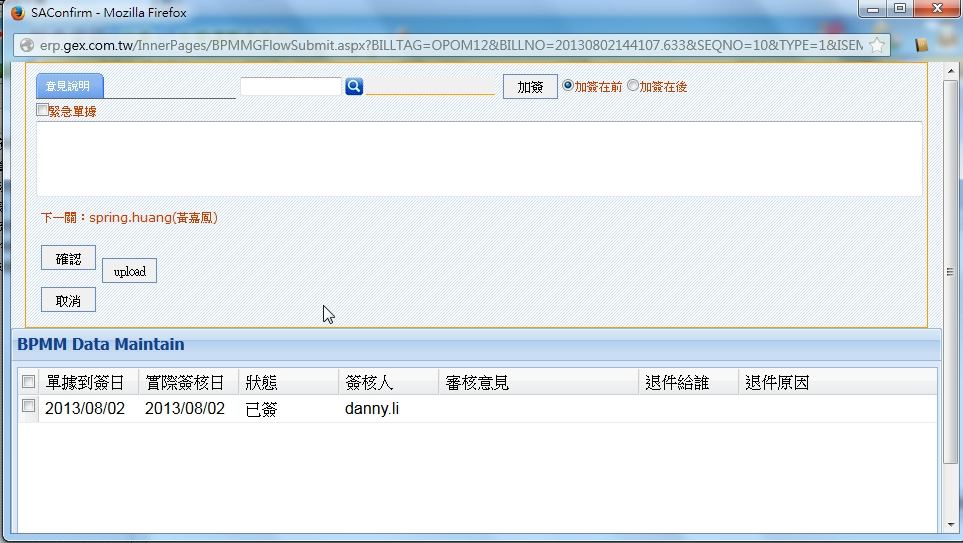 SAConfirm - Mozilla Firefox
erp.gex.com.tw/InnerPages/BPMMGFlowSubmit.aspx?BILLTAG=OPOM12&BILLNO=20130802144107.633&SEQNO=10&TYPE=1&ISEM
意見說明 加簽 加簽在前 加簽在後
緊急單據
下一關：spring.huang(黃嘉鳳)
確認
upload
取消
BPMM Data Maintain
單據到簽日 實際簽核日 狀態 簽核人 審核意見 退件給誰 退件原因
2013/08/02 2013/08/02 已簽 danny.li